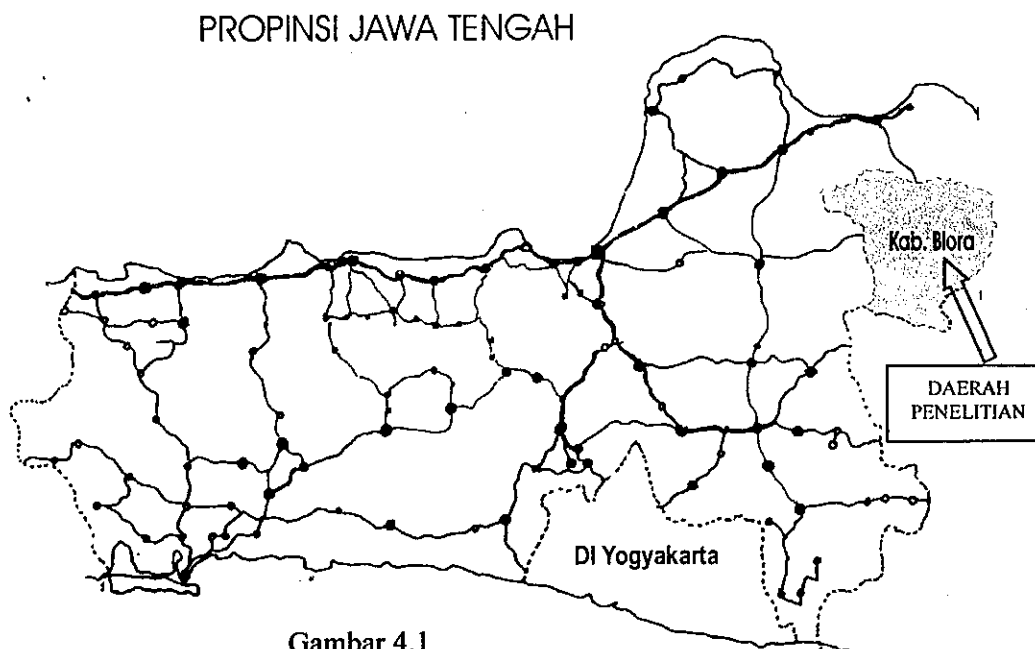 PROPINSI JAWA TENGAH
Kab. Blora
DAERAH
PENELITIAN
DI Yogyakarta
Gambar 4.1